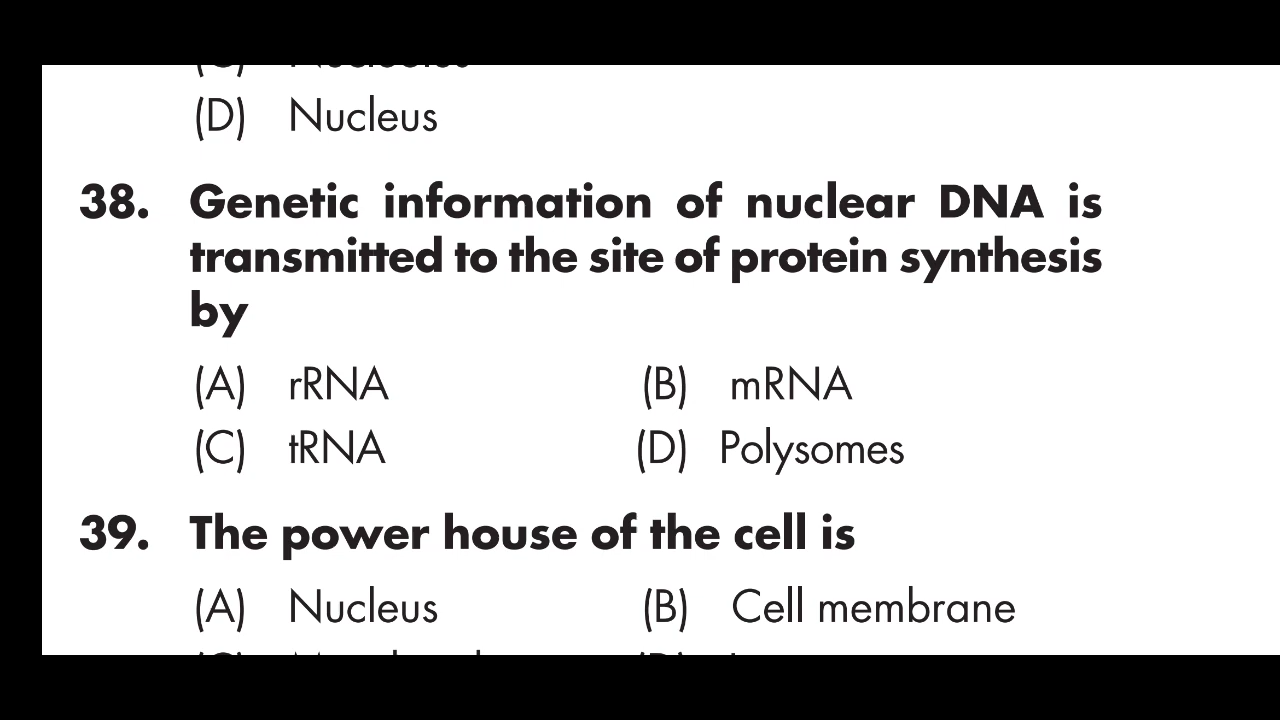 (D) Nucleus
38. Genetic information of nuclear DNA is
transmitted to the site of protein synthesis
by
(A) rRNA (B) mRNA
(C) tRNA (D) Polysomes
39. The power house of the cell is
(A) Nucleus (B) Cell membrane